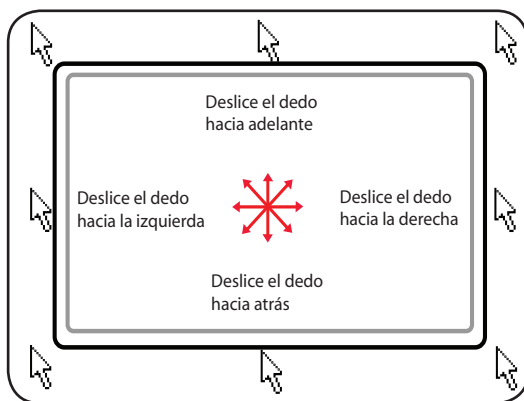 Deslice el dedo
hacia adelante
Deslice el dedo
hacia la izquierda
Deslice el dedo
hacia la derecha
Deslice el dedo
hacia atrás